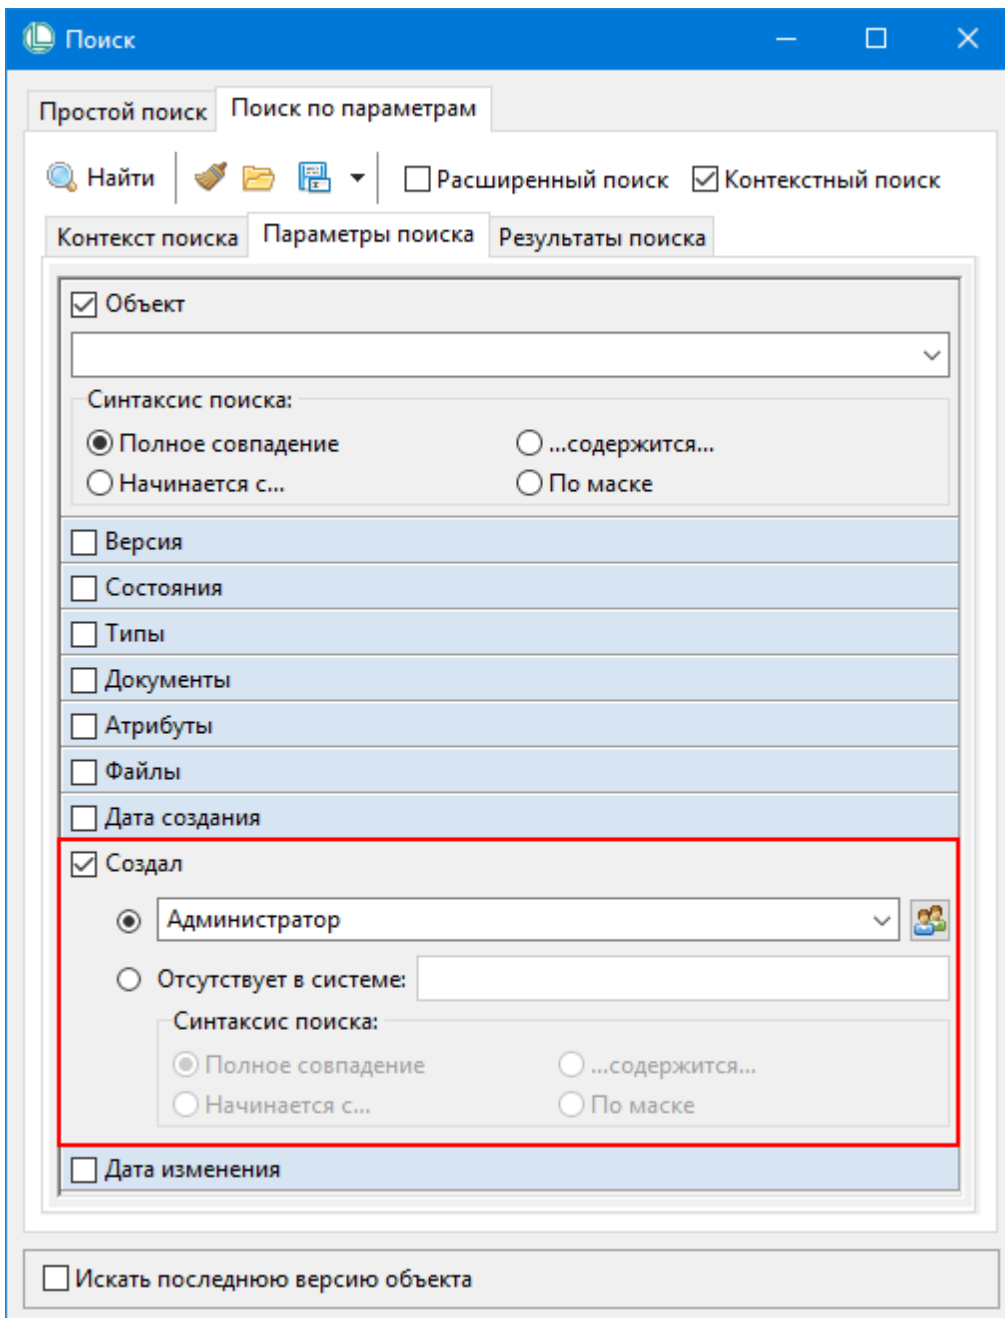 Поиск
Простой поиск Поиск по параметрам
Найти Расширенный поиск Контекстный поиск
Контекст поиска Параметры поиска Результаты поиска
Объект
Синтаксис поиска:
Полное совпадение ...содержится...
Начинается с... По маске
Версия
Состояния
Типы
Документы
Атрибуты
Файлы
Дата создания
Создал
Администратор
Отсутствует в системе:
Синтаксис поиска:
Полное совпадение ...содержится...
Начинается с... По маске
Дата изменения
Искать последнюю версию объекта